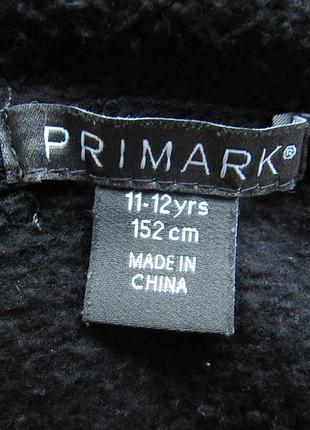 PRIMARK®
11-12yrs
152 cm
MADE IN
CHINA